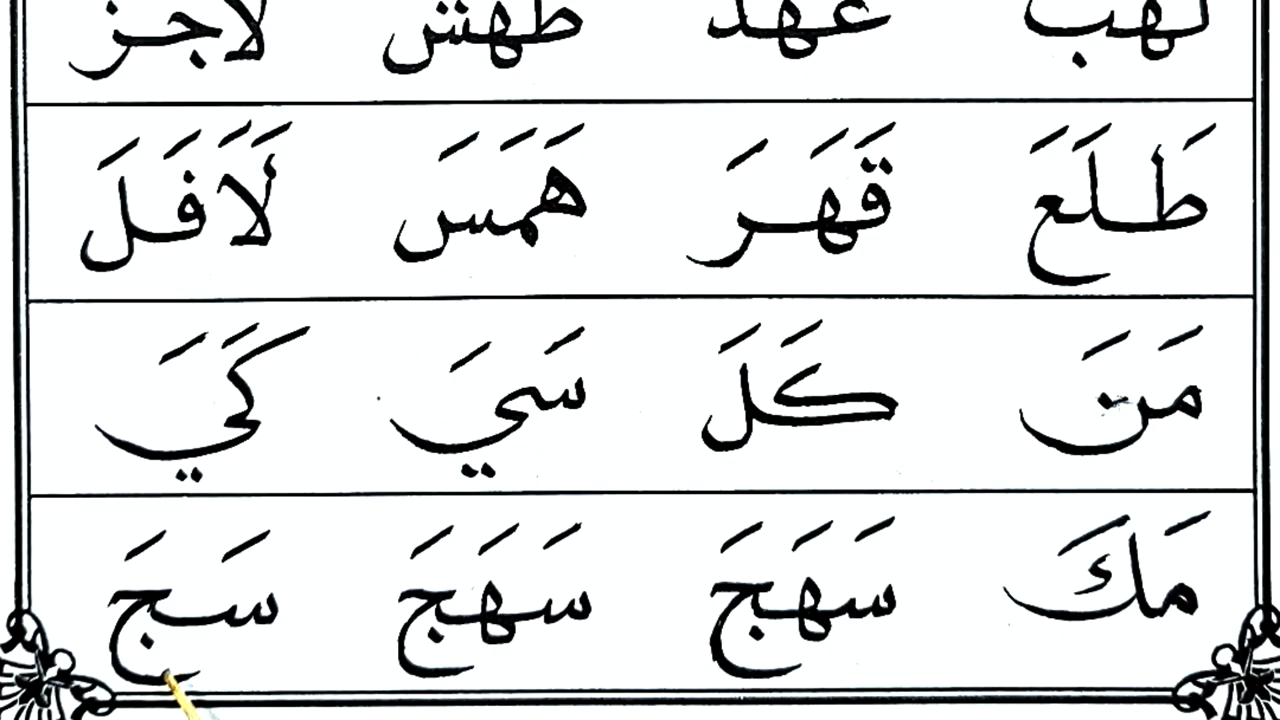 لهب عهد طهش لاجز
طَلَعَ قَهَرَ هَمَسَ لَاَفَلَ
مَنَ كَلَ سَيَ كَيَ
مَكَ سَهَجَ سَهَجَ سَجَ